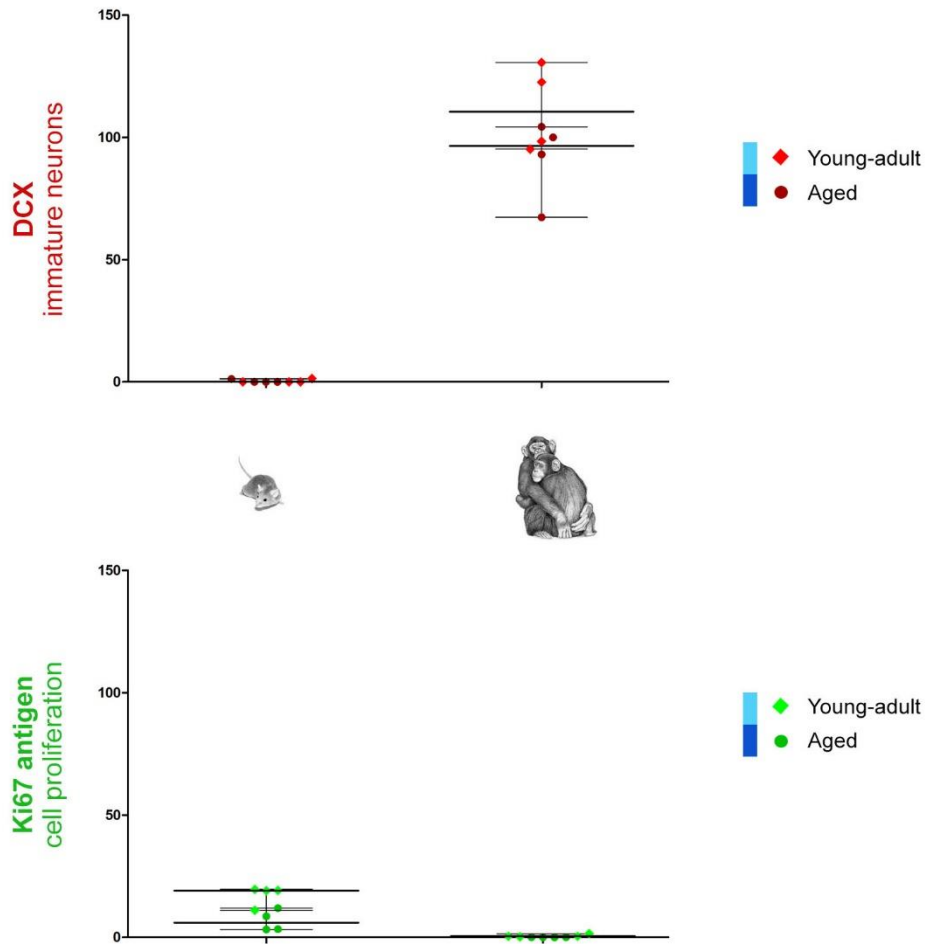 150
100
50
0
DCX
immature neurons
Young-adult
Aged
150
100
50
0
Ki67 antigen
cell proliferation
Young-adult
Aged